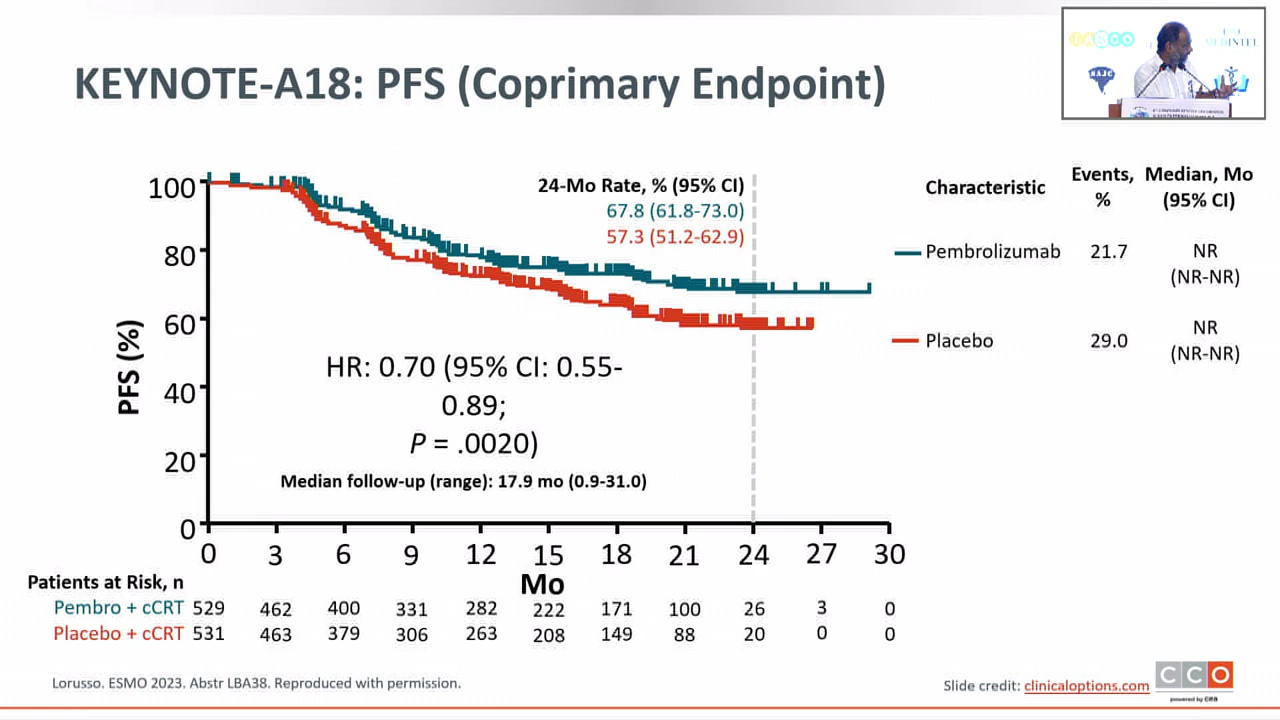 KEYNOTE-A18: PFS (Coprimary Endpoint)
100
80
60
40
20
0
PFS (%)
24-Mo Rate, % (95% CI)
67.8 (61.8-73.0)
57.3 (51.2-62.9)
HR: 0.70 (95% CI: 0.55-
0.89;
P = .0020)
Median follow-up (range): 17.9 mo (0.9-31.0)
0 3 6 9 12 15 18 21 24 27 30
Mo
Characteristic
Events, %
Median, Mo (95% CI)
Pembrolizumab 21.7 NR (NR-NR)
Placebo 29.0 NR (NR-NR)
Patients at Risk, n
Pembro + cCRT 529 462 400 331 282 222 171 100 26 3 0
Placebo + cCRT 531 463 379 306 263 208 149 88 20 0 0
Lorusso. ESMO 2023. Abstr LBA38. Reproduced with permission.
Slide credit: clinicaloptions.com
CCO
powered by cea